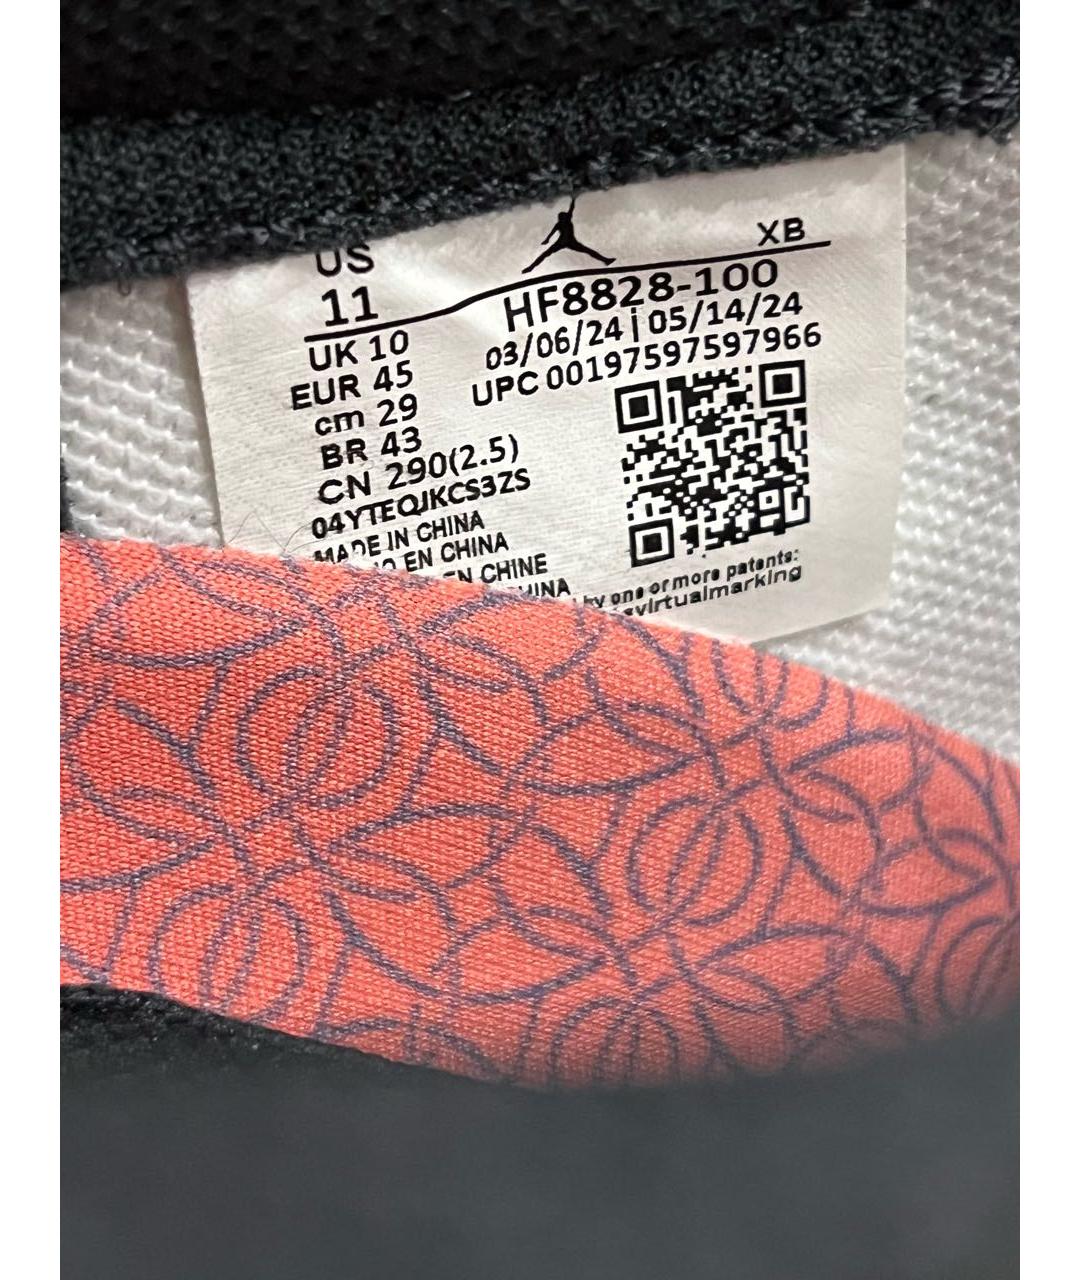 US
11
UK 10
EUR 45
cm 29
BR 43
CN 290(2.5)
04YTEQJKCS3ZS
MADE IN CHINA
EN CHINA
EN CHINE
XB
HF8828-100
03/06/24 | 05/14/24
UPC 00197597597966
by one or more patents: